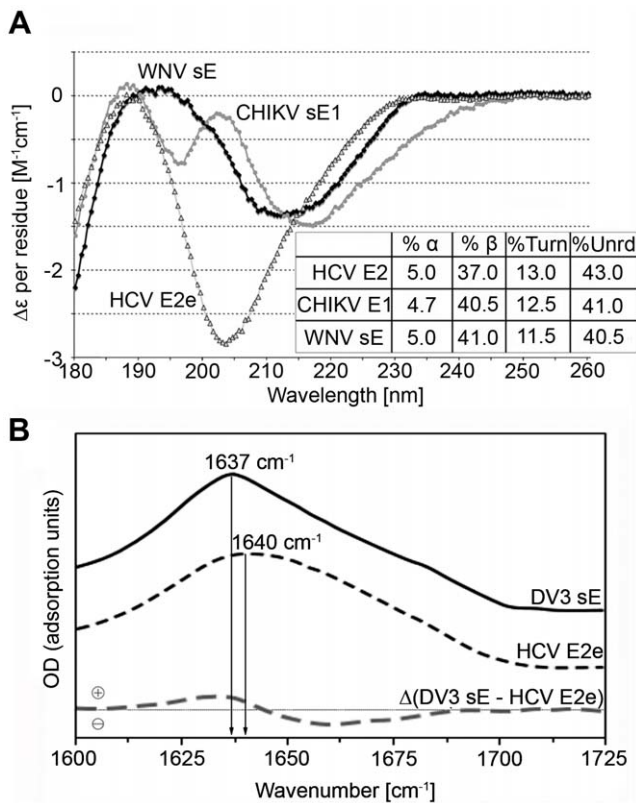 A
WNV sE
CHIKV sE1
HCV E2e
Δε per residue [M⁻¹cm⁻¹]
0
-1
-2
-3
% α % β %Turn %Unrd
HCV E2 5.0 37.0 13.0 43.0
CHIKV E1 4.7 40.5 12.5 41.0
WNV sE 5.0 41.0 11.5 40.5
180 190 200 210 220 230 240 250 260
Wavelength [nm]
B
1637 cm⁻¹
1640 cm⁻¹
OD (adsorption units)
DV3 sE
HCV E2e
Δ(DV3 sE - HCV E2e)
⊕
⊖
1600 1625 1650 1675 1700 1725
Wavenumber [cm⁻¹]